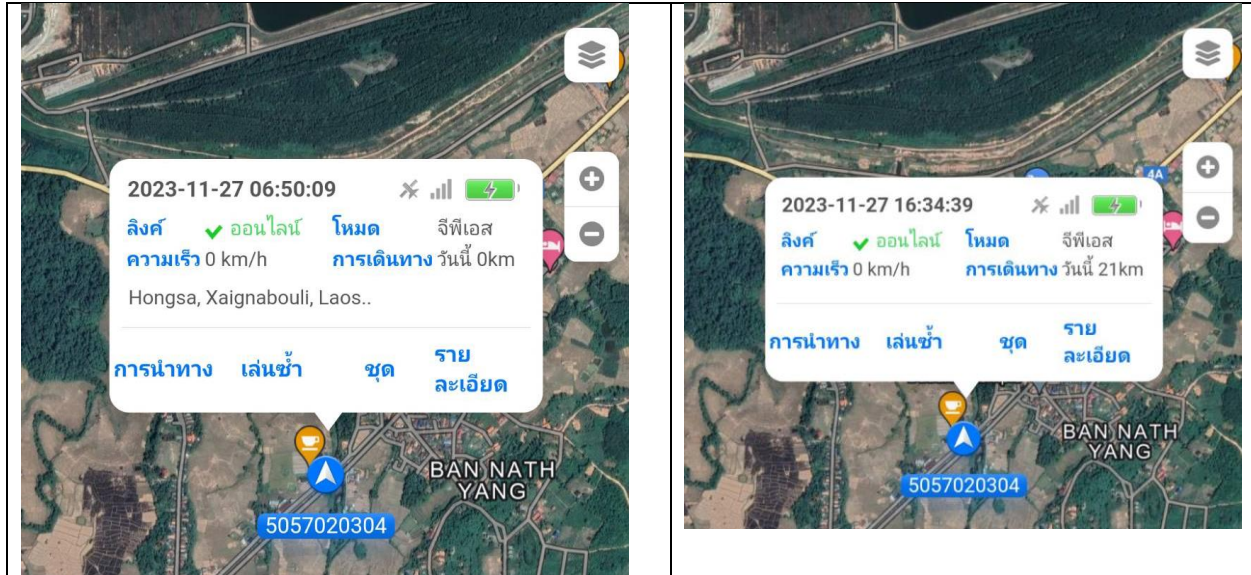 2023-11-27 06:50:09
ลิงค์ ออนไลน์ โหมด จีพีเอส
ความเร็ว 0 km/h การเดินทาง วันนี้ 0km
Hongsa, Xaignabouli, Laos..
การนำทาง เล่นซ้ำ ชุด ราย
ละเอียด
BAN NATH
YANG
5057020304
4A
2023-11-27 16:34:39
ลิงค์ ออนไลน์ โหมด จีพีเอส
ความเร็ว 0 km/h การเดินทาง วันนี้ 21km
การนำทาง เล่นซ้ำ ชุด ราย
ละเอียด
BAN NATH
YANG
5057020304